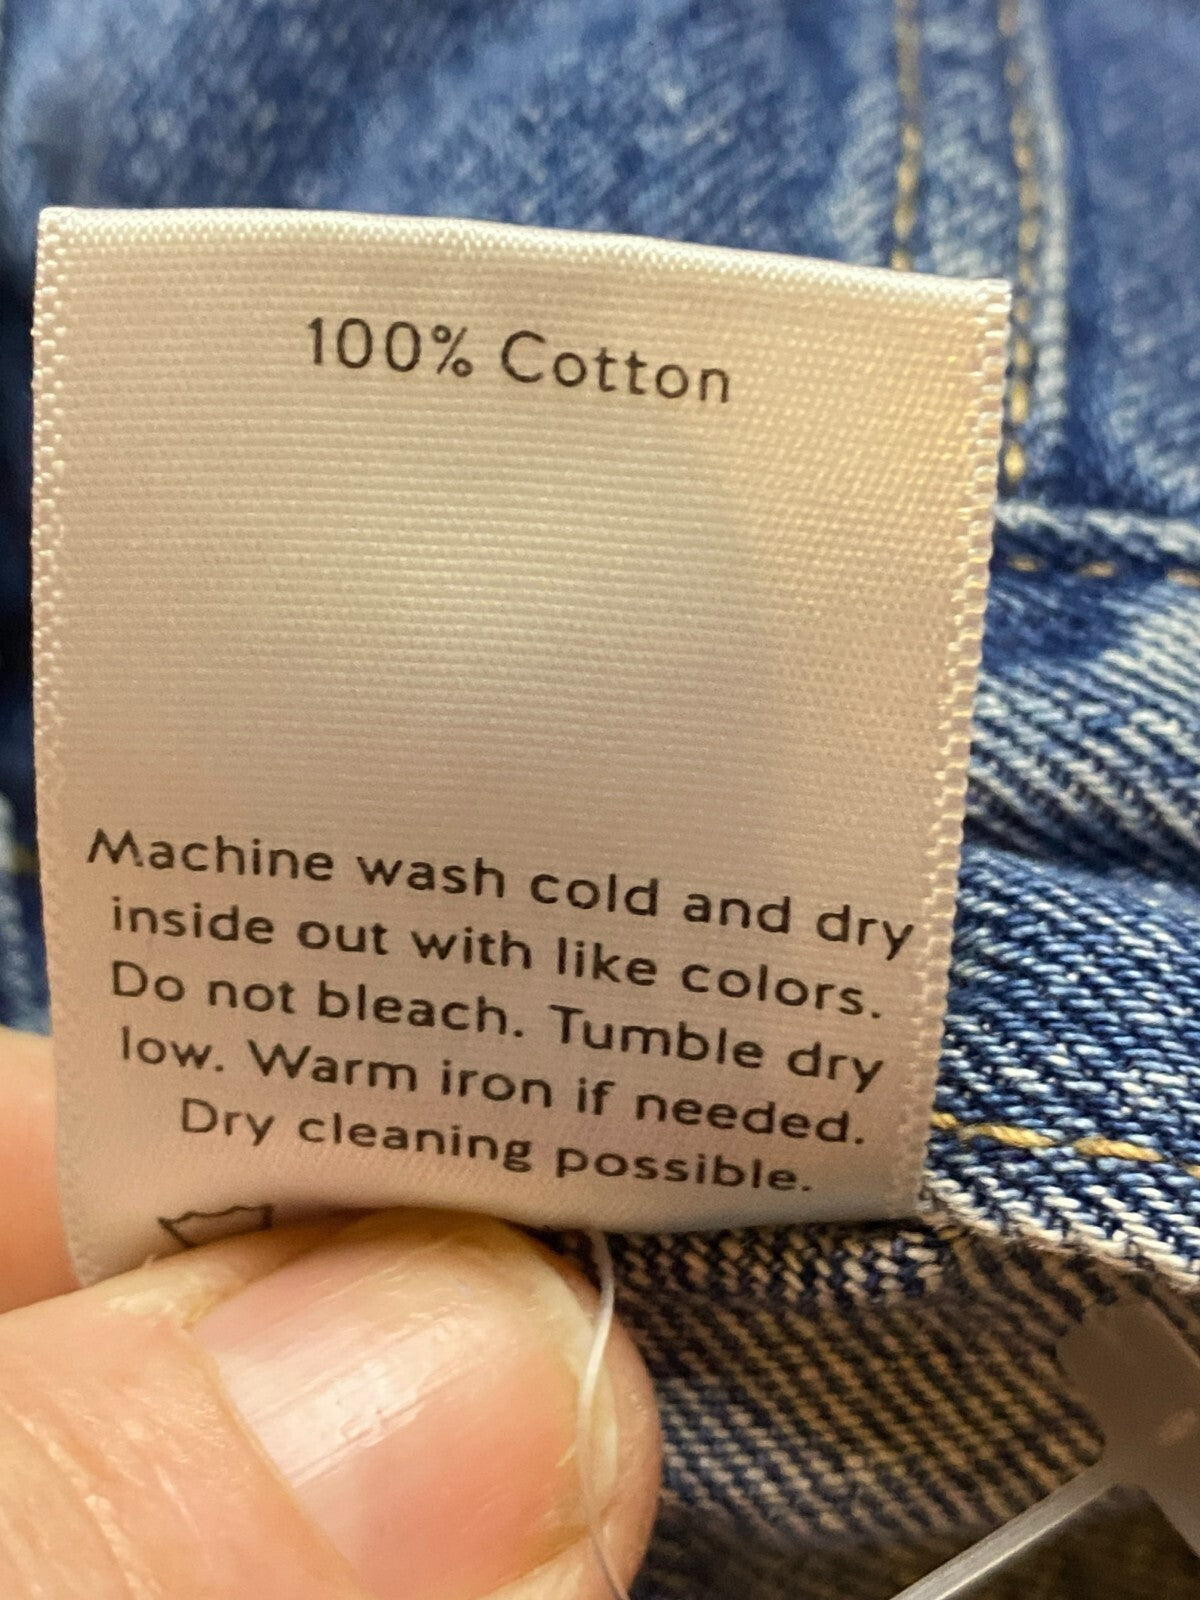 100% Cotton
Machine wash cold and dry
inside out with like colors.
Do not bleach. Tumble dry
low. Warm iron if needed.
Dry cleaning possible.